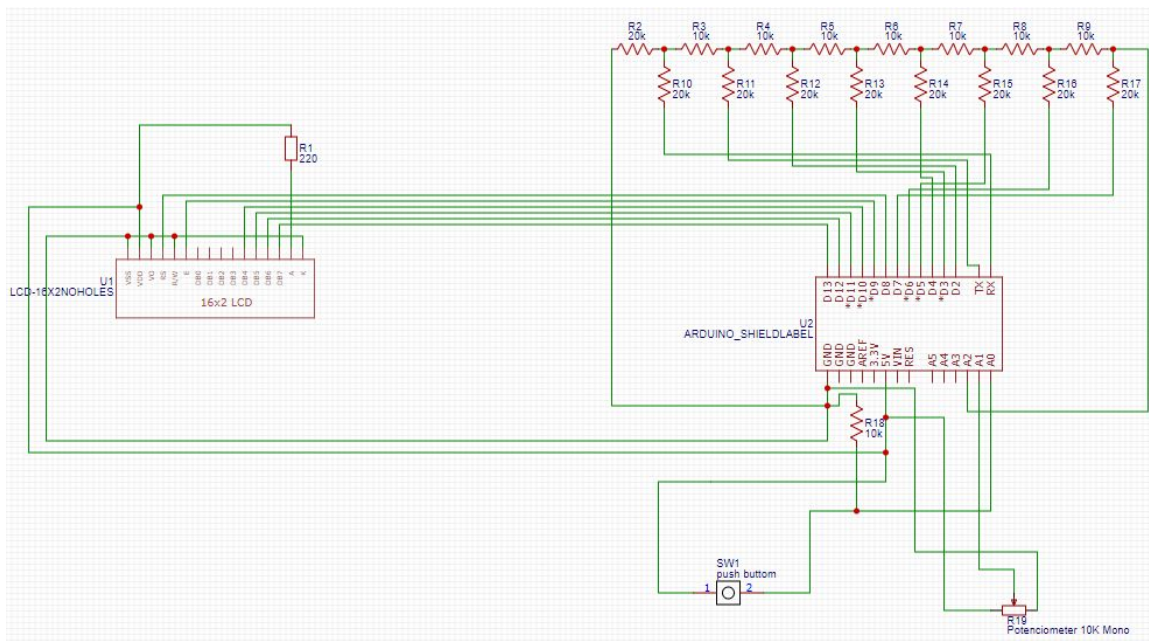 R2
20k
R3
10k
R4
10k
R5
10k
R6
10k
R7
10k
R8
10k
R9
10k
R10
20k
R11
20k
R12
20k
R13
20k
R14
20k
R15
20k
R16
20k
R17
20k
R1
220
VSS
VDD
VO
RS
R/W
E
DB0
DB1
DB2
DB3
DB4
DB5
DB6
DB7
A
K
U1
LCD-16X2NOHOLES
16x2 LCD
D13
D12
*D11
*D10
*D9
D8
D7
*D6
*D5
D4
*D3
D2
TX
RX
U2
ARDUINO_SHIELDLABEL
GND
GND
GND
AREF
3.3V
5V
VIN
RES
A5
A4
A3
A2
A1
A0
R18
10k
SW1
push buttom
1
2
R19
Potenciometer 10K Mono